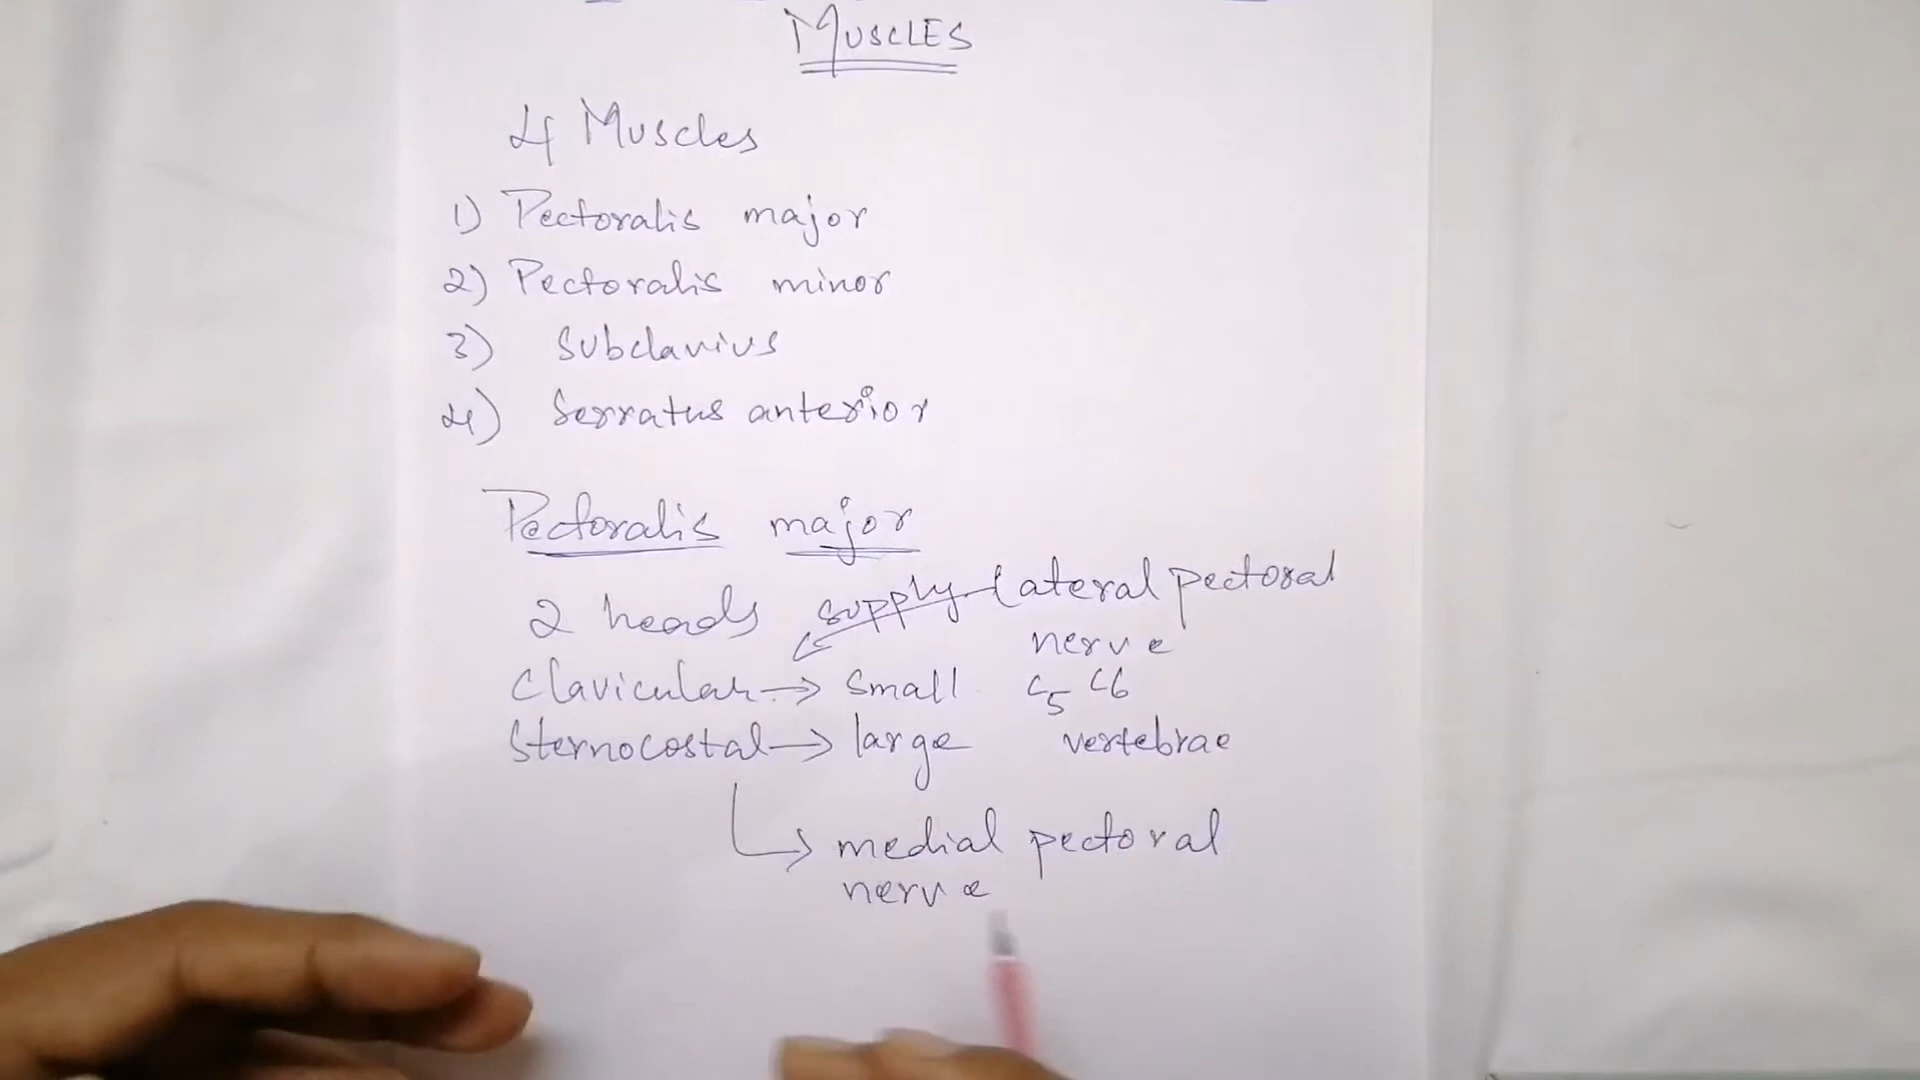 MUSCLES
4 Muscles
1) Pectoralis major
2) Pectoralis minor
3) Subclavius
4) Serratus anterior
Pectoralis major
2 heads supply lateral pectoral
nerve
Clavicular → small C5 C6
Sternocostal → large vertebrae
↳ medial pectoral
nerve